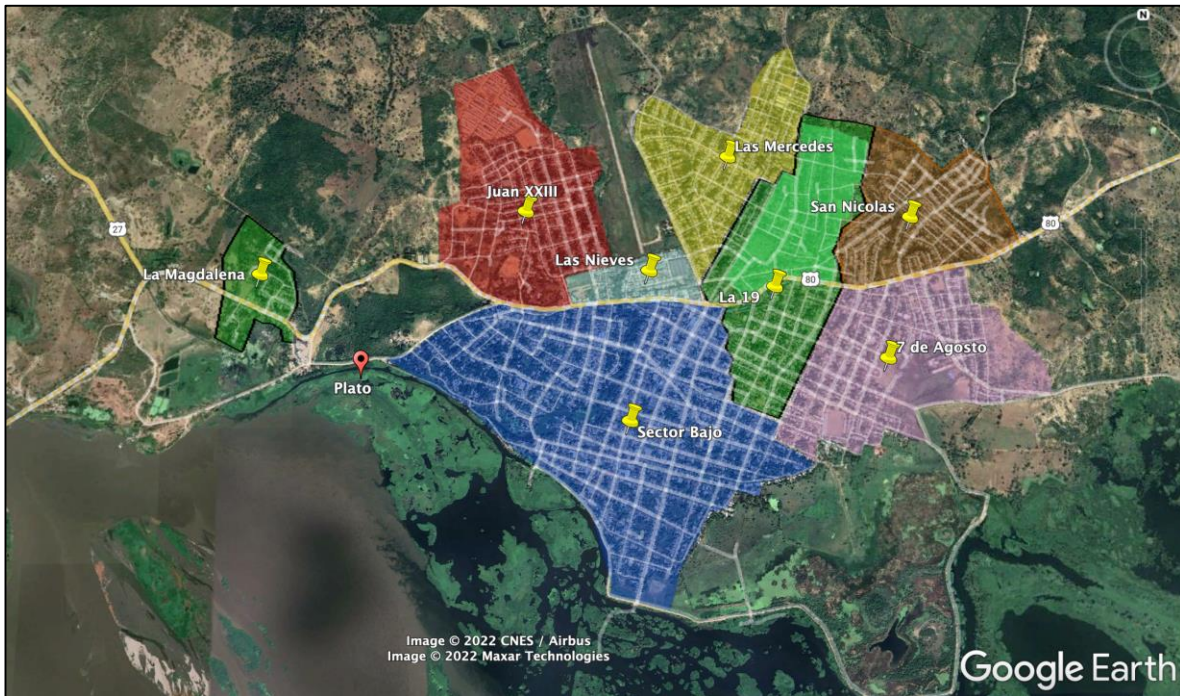 N
Las Mercedes
Juan XXIII
San Nicolas
27
80
La Magdalena
Las Nieves
80
La 19
7 de Agosto
Plato
Sector Bajo
Image © 2022 CNES / Airbus
Image © 2022 Maxar Technologies
Google Earth